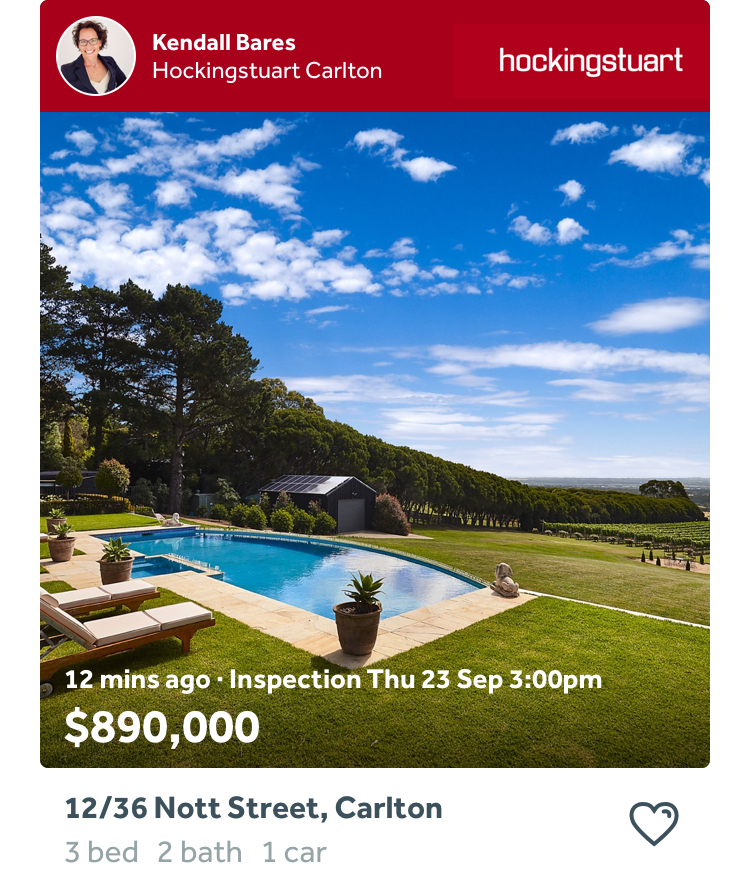 Kendall Bares
Hockingstuart Carlton
hockingstuart
12 mins ago · Inspection Thu 23 Sep 3:00pm
$890,000
12/36 Nott Street, Carlton
3 bed 2 bath 1 car